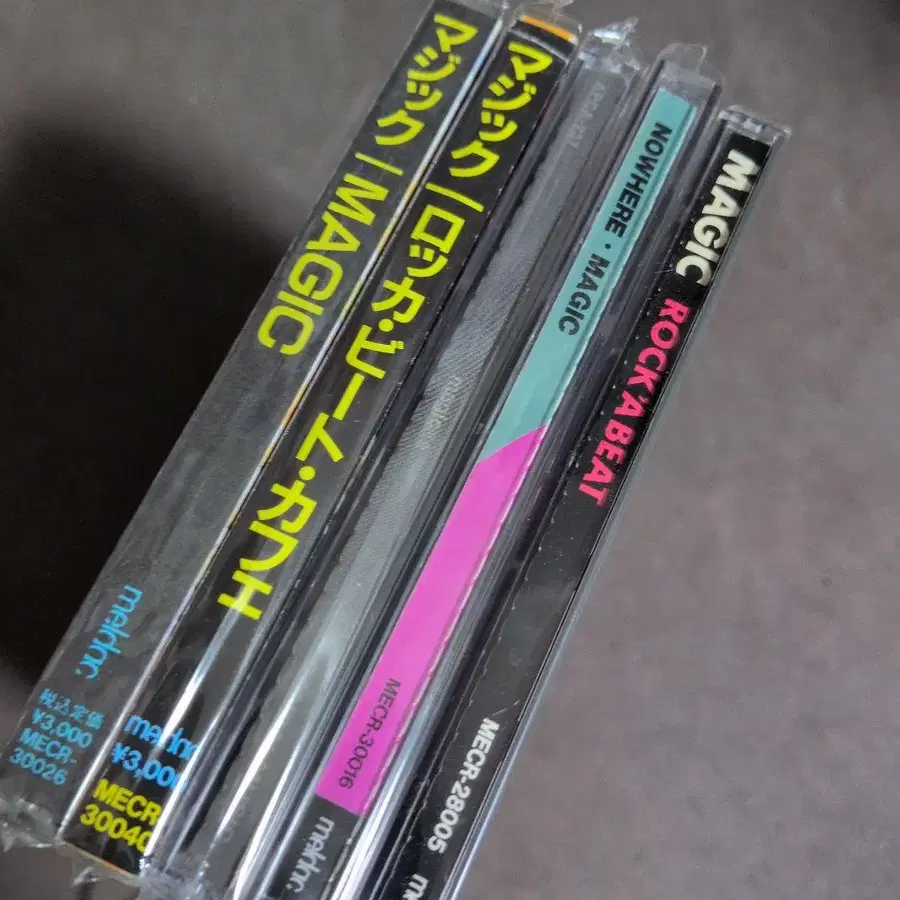 マジック/MAGIC
meldac.
税込定価
¥3,000
MECR-
30026
マジック/ロッカ・ビート・カフェ
meldac
¥3,00
MECR
30040
NOWHERE・MAGIC
MECR-30016
meldac.
MAGIC ROCK'A BEAT
MECR-28005